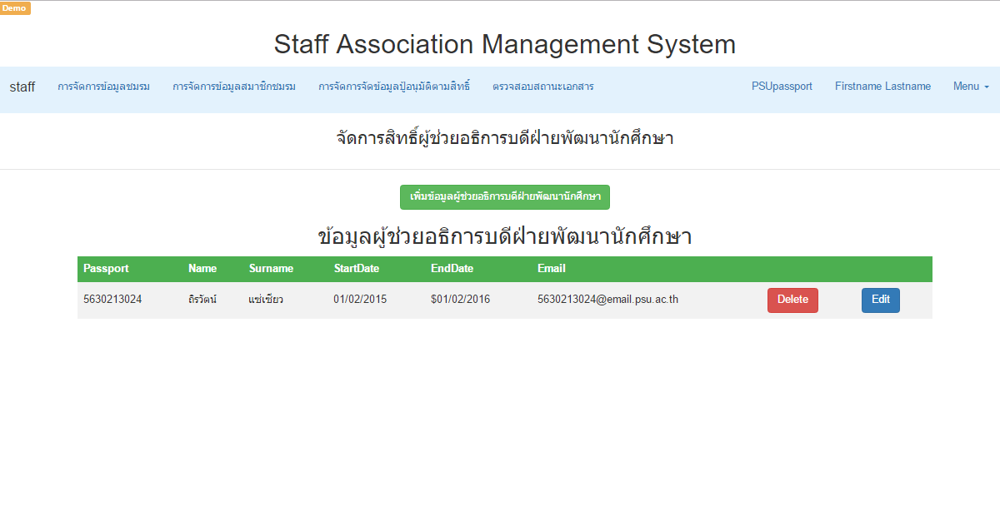 Demo
Staff Association Management System
staff การจัดการข้อมูลชมรม การจัดการข้อมูลสมาชิกชมรม การจัดการจัดข้อมูลปู้อนุมัติตามสิทธิ์ ตรวจสอบสถานะเอกสาร PSUpassport Firstname Lastname Menu
จัดการสิทธิ์ผู้ช่วยอธิการบดีฝ่ายพัฒนานักศึกษา
เพิ่มข้อมูลผู้ช่วยอธิการบดีฝ่ายพัฒนานักศึกษา
ข้อมูลผู้ช่วยอธิการบดีฝ่ายพัฒนานักศึกษา
Passport Name Surname StartDate EndDate Email
5630213024 ถิรวัตน์ แซ่เซียว 01/02/2015 $01/02/2016 5630213024@email.psu.ac.th Delete Edit